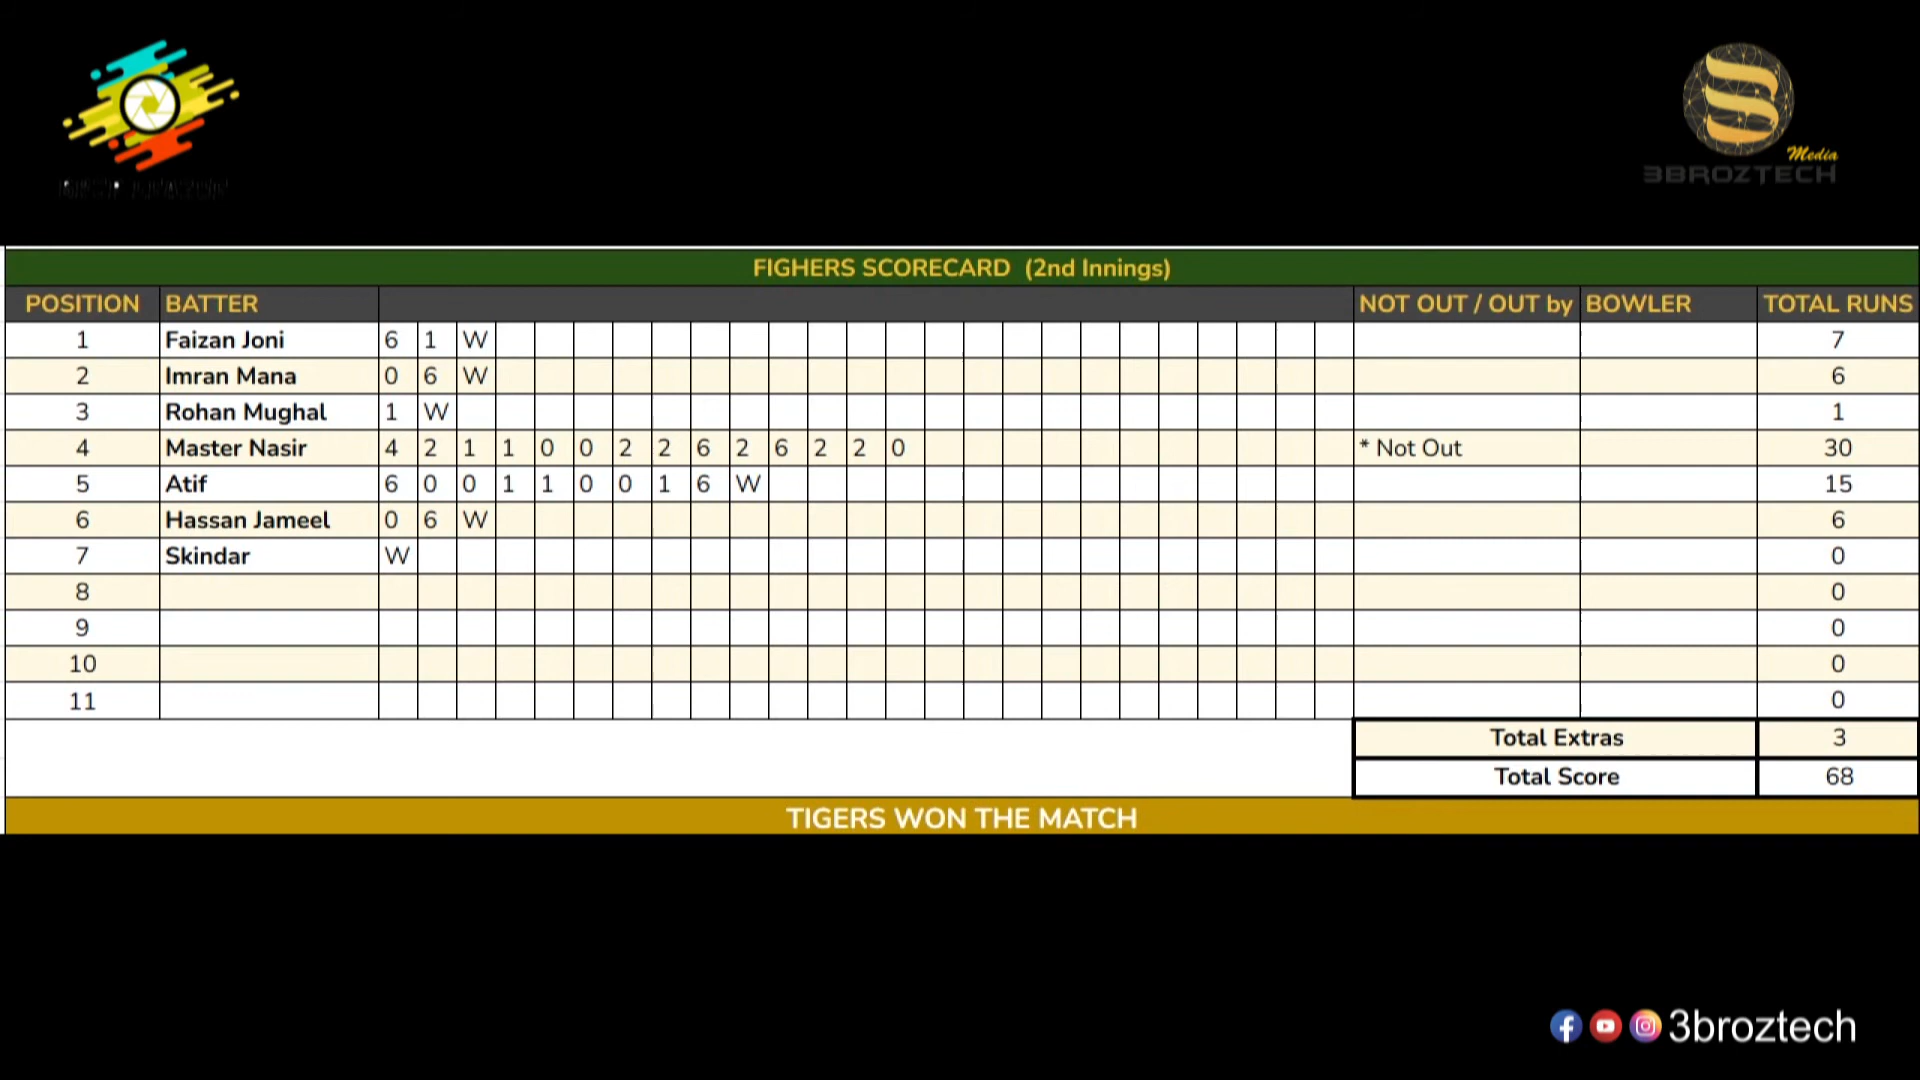 Media
3BROZTECH
FIGHERS SCORECARD (2nd Innings)
POSITION BATTER NOT OUT / OUT by BOWLER TOTAL RUNS
1 Faizan Joni 6 1 W 7
2 Imran Mana 0 6 W 6
3 Rohan Mughal 1 W 1
4 Master Nasir 4 2 1 1 0 0 2 2 6 2 6 2 2 0 * Not Out 30
5 Atif 6 0 0 1 1 0 0 1 6 W 15
6 Hassan Jameel 0 6 W 6
7 Skindar W 0
8 0
9 0
10 0
11 0
Total Extras 3
Total Score 68
TIGERS WON THE MATCH
3broztech